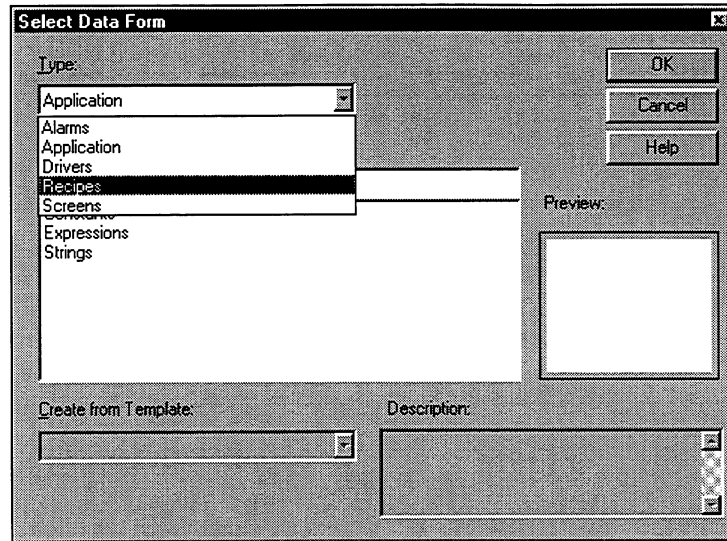 Select Data Form
Type:
OK
Application
Cancel
Alarms
Application
Help
Drivers
Recipes
Screens
Preview:
Constants
Expressions
Strings
Create from Template:
Description: